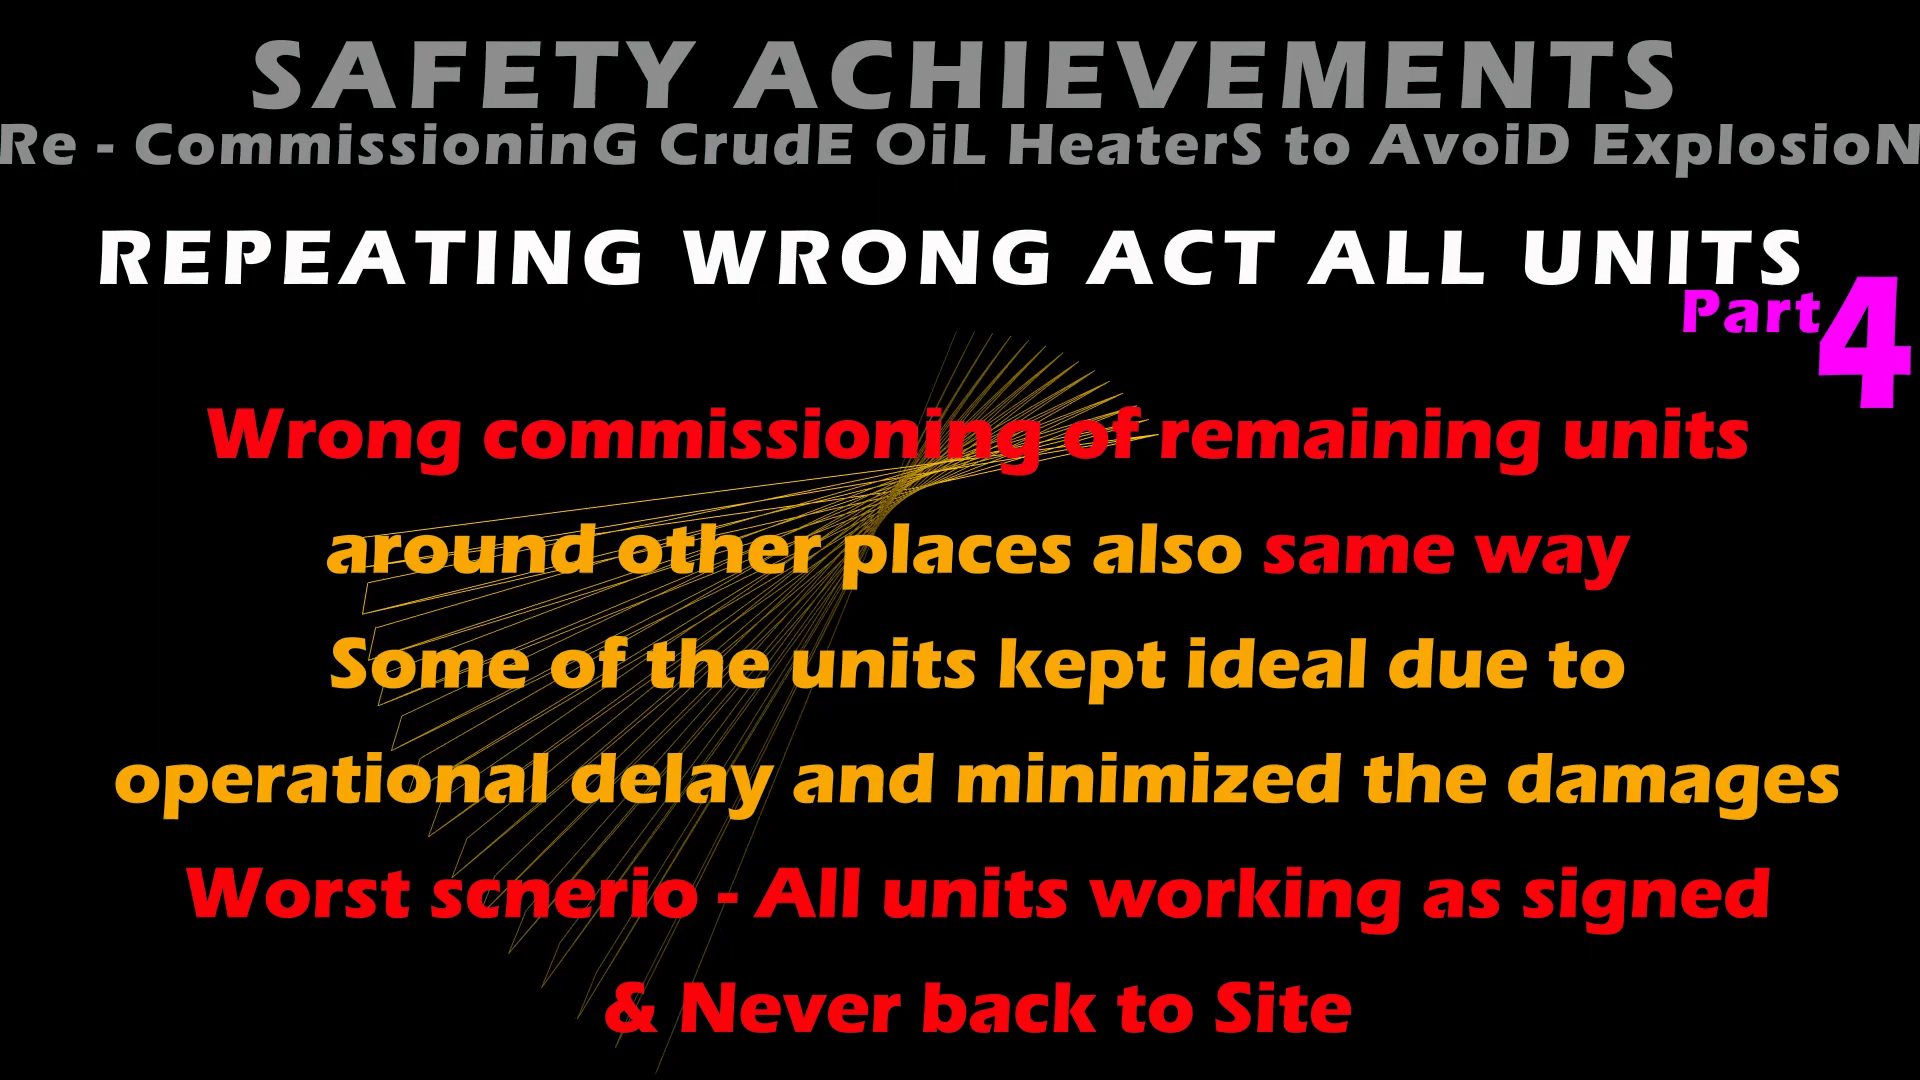 SAFETY ACHIEVEMENTS
Re - CommissioninG CrudE OiL HeaterS to AvoiD ExplosioN
REPEATING WRONG ACT ALL UNITS
Part 4
Wrong commissioning of remaining units
around other places also same way
Some of the units kept ideal due to
operational delay and minimized the damages
Worst scnerio - All units working as signed
& Never back to Site